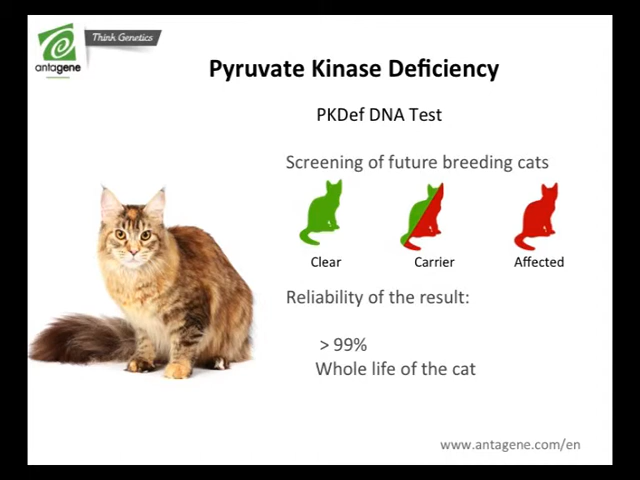 Think Genetics
antagene
Pyruvate Kinase Deficiency
PKDef DNA Test
Screening of future breeding cats
Clear Carrier Affected
Reliability of the result:
> 99%
Whole life of the cat
www.antagene.com/en